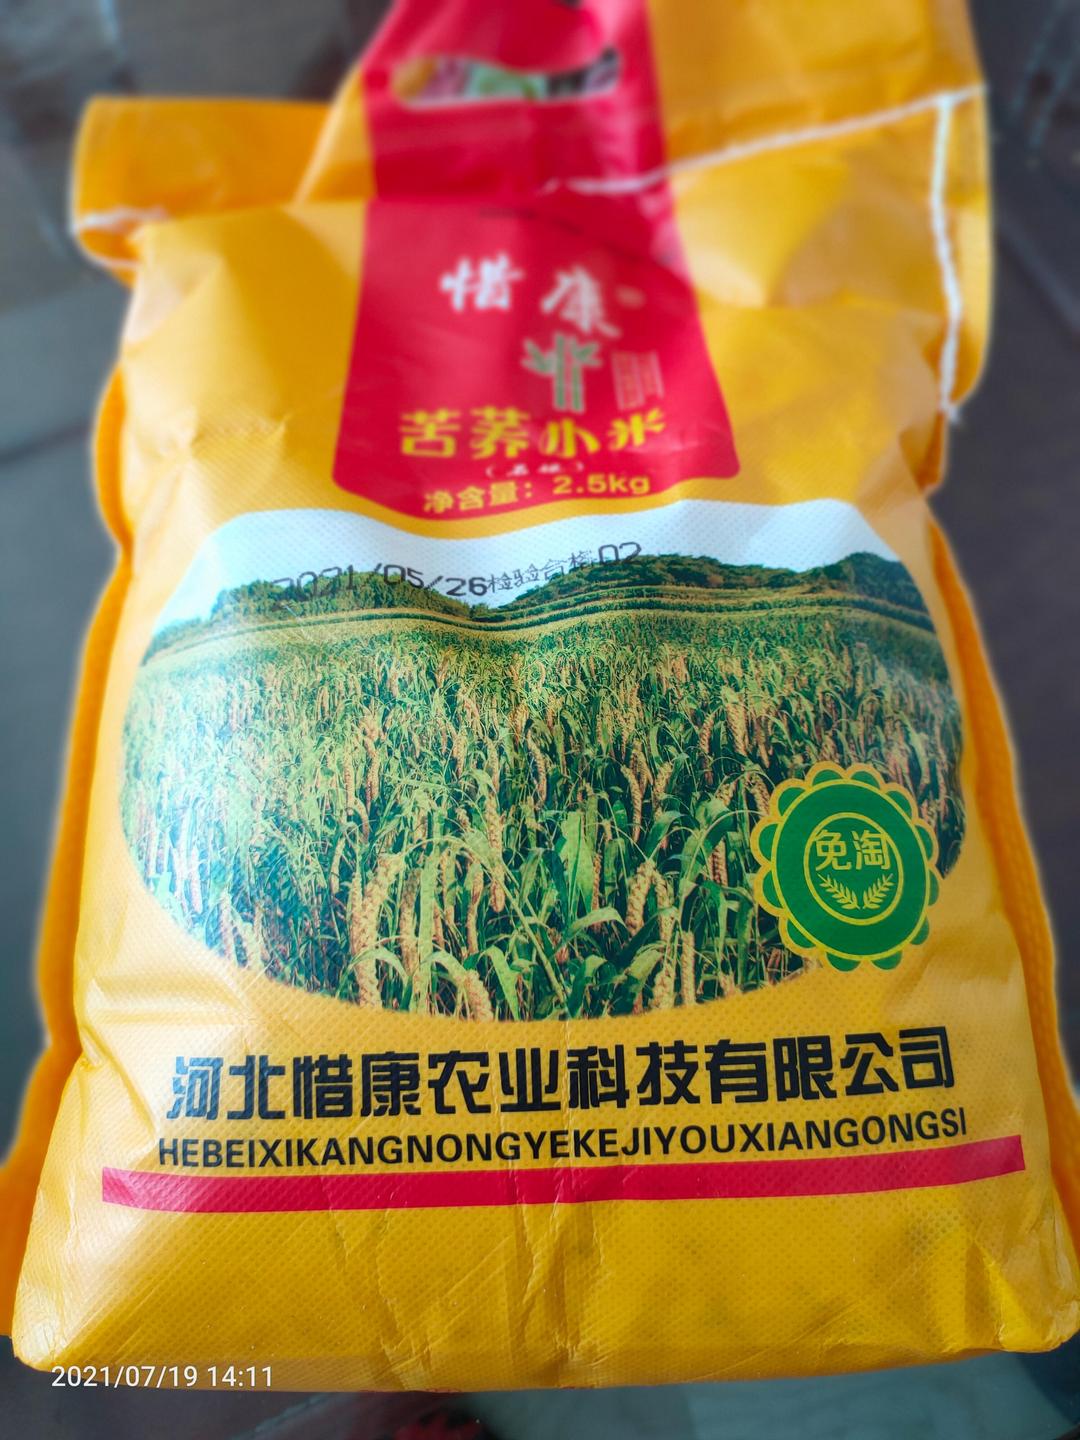 惜康
苦荞小米
净含量：2.5kg
2021/05/26检验合格02
免淘
河北惜康农业科技有限公司
HEBEIXIKANGNONGYEKEJIYOUXIANGONGSI
2021/07/19 14:11